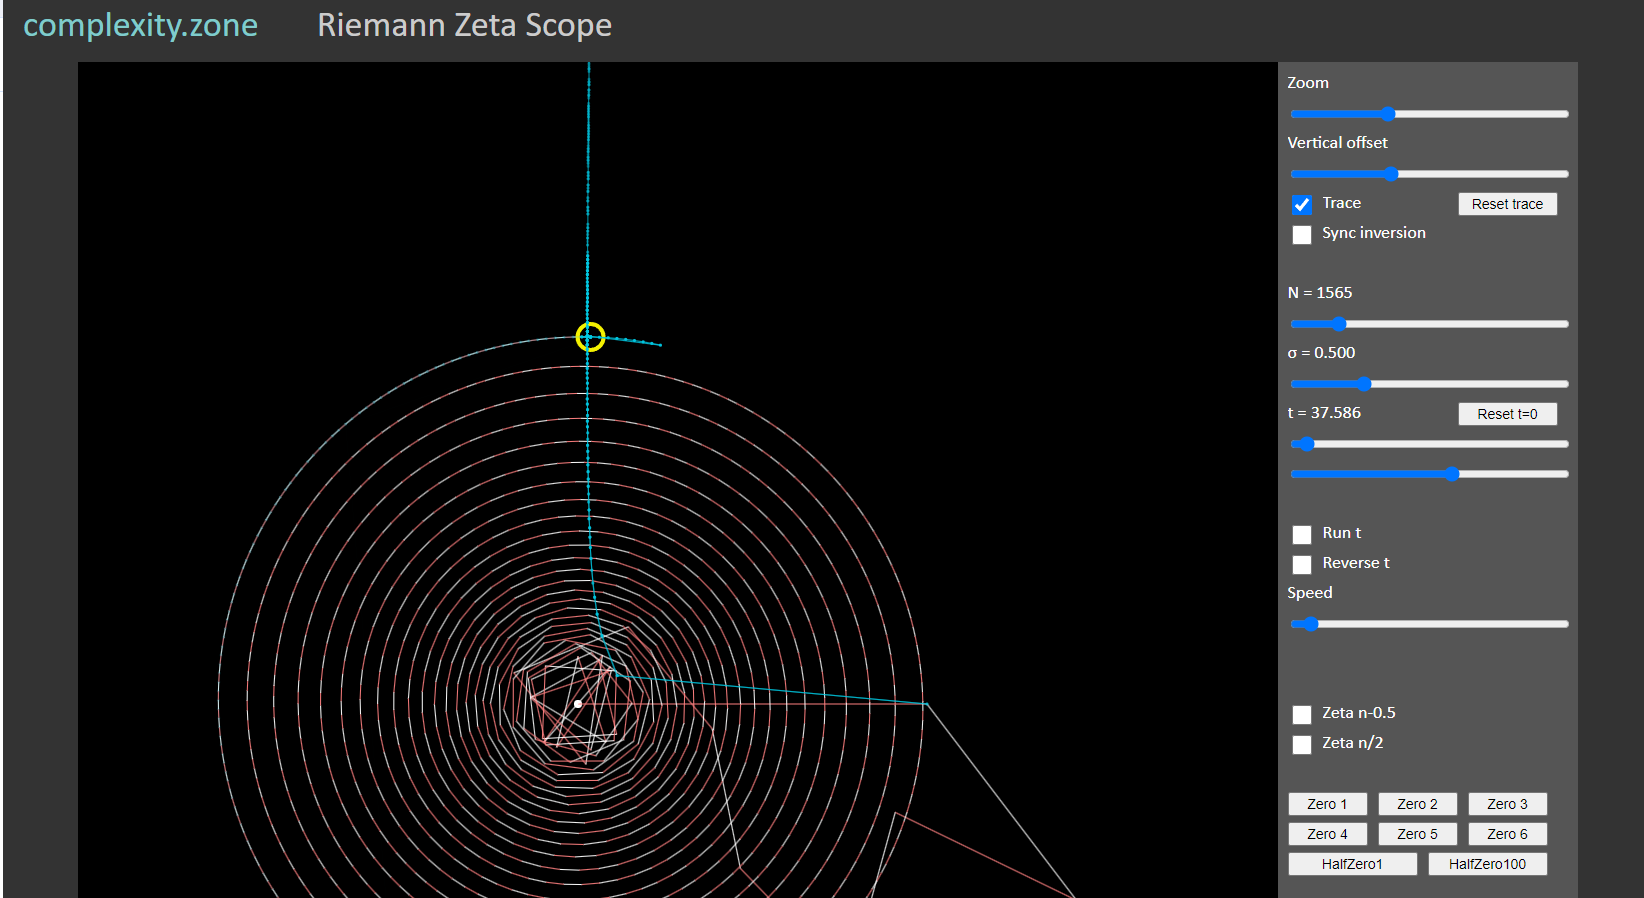 complexity.zone Riemann Zeta Scope
Zoom
Vertical offset
Trace Reset trace
Sync inversion
N = 1565
σ = 0.500
t = 37.586 Reset t=0
Run t
Reverse t
Speed
Zeta n-0.5
Zeta n/2
Zero 1 Zero 2 Zero 3
Zero 4 Zero 5 Zero 6
HalfZero1 HalfZero100